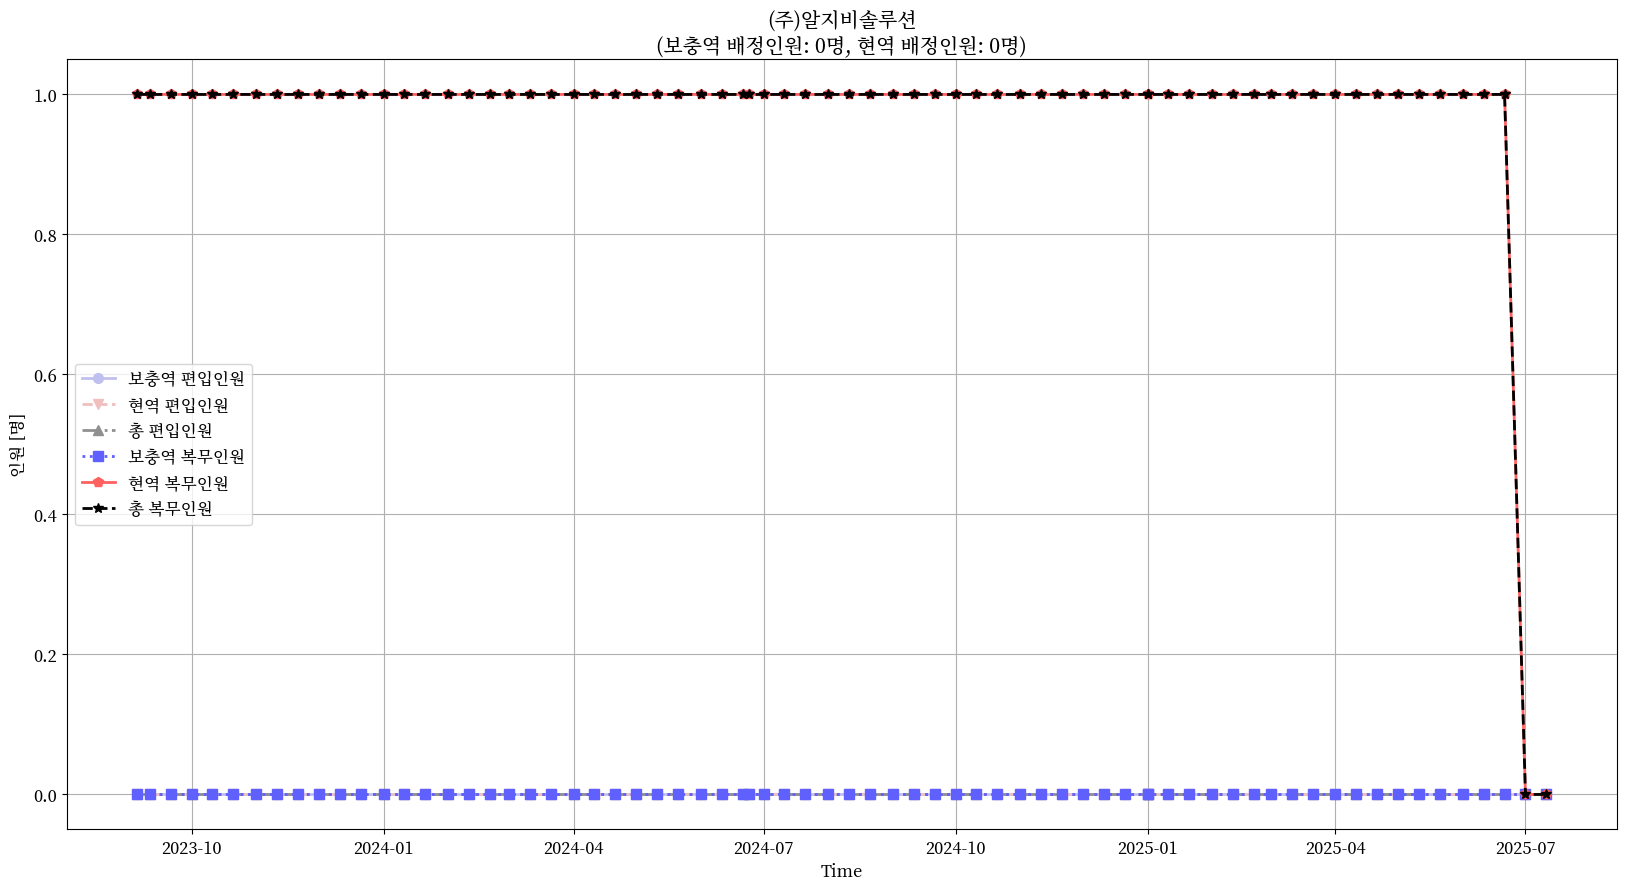 (주)알지비솔루션
(보충역 배정인원: 0명, 현역 배정인원: 0명)
1.0
0.8
0.6
0.4
0.2
0.0
인원 [명]
보충역 편입인원
현역 편입인원
총 편입인원
보충역 복무인원
현역 복무인원
총 복무인원
2023-10
2024-01
2024-04
2024-07
2024-10
2025-01
2025-04
2025-07
Time